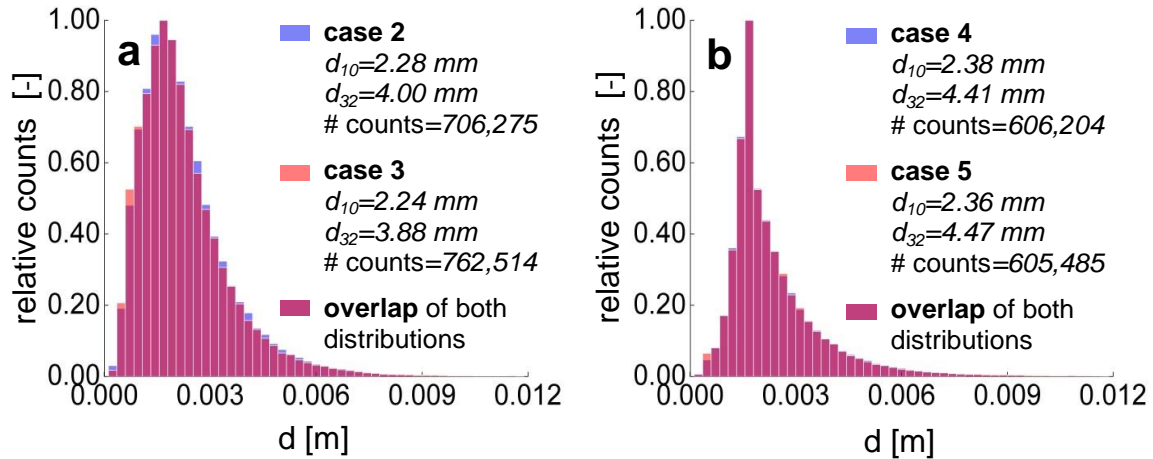 a
relative counts [-]
1.00
0.80
0.60
0.40
0.20
0.00
0.000
0.003
0.006
0.009
0.012
d [m]
case 2
d10=2.28 mm
d32=4.00 mm
# counts=706,275
case 3
d10=2.24 mm
d32=3.88 mm
# counts=762,514
overlap of both
distributions
b
relative counts [-]
1.00
0.80
0.60
0.40
0.20
0.00
0.000
0.003
0.006
0.009
0.012
d [m]
case 4
d10=2.38 mm
d32=4.41 mm
# counts=606,204
case 5
d10=2.36 mm
d32=4.47 mm
# counts=605,485
overlap of both
distributions